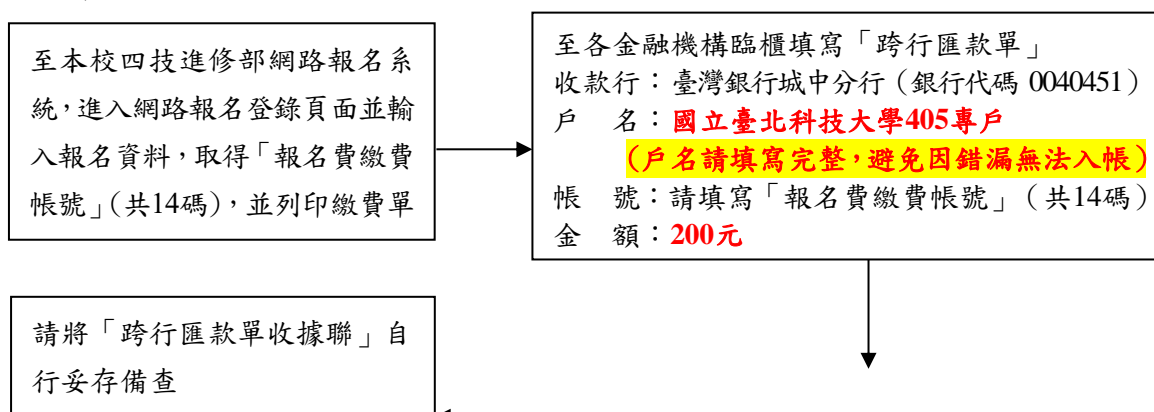 至本校四技進修部網路報名系
統，進入網路報名登錄頁面並輸
入報名資料，取得「報名費繳費
帳號」(共14碼)，並列印繳費單
至各金融機構臨櫃填寫「跨行匯款單」
收款行：臺灣銀行城中分行（銀行代碼 0040451）
戶　名：國立臺北科技大學405專戶
（戶名請填寫完整，避免因錯漏無法入帳）
帳　號：請填寫「報名費繳費帳號」（共14碼）
金　額：200元
請將「跨行匯款單收據聯」自
行妥存備查